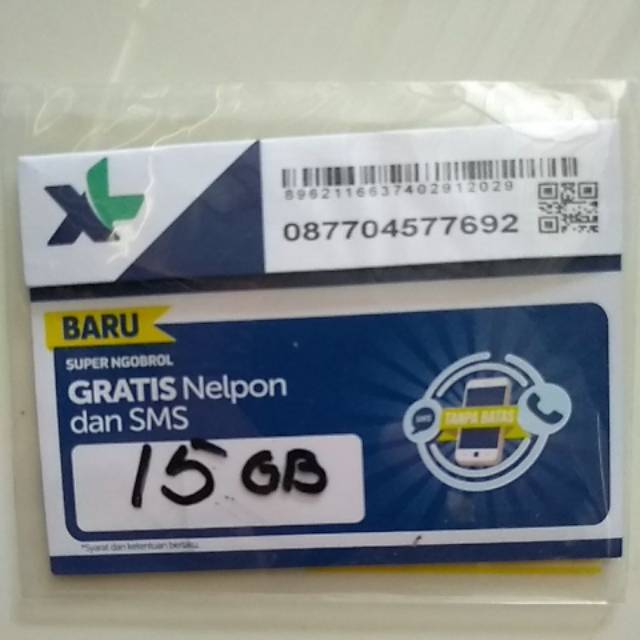 XL
8962116637402912029
087704577692
BARU
SUPER NGOBROL
GRATIS Nelpon
dan SMS
TANPA BATAS
15 GB
*Syarat dan ketentuan berlaku.